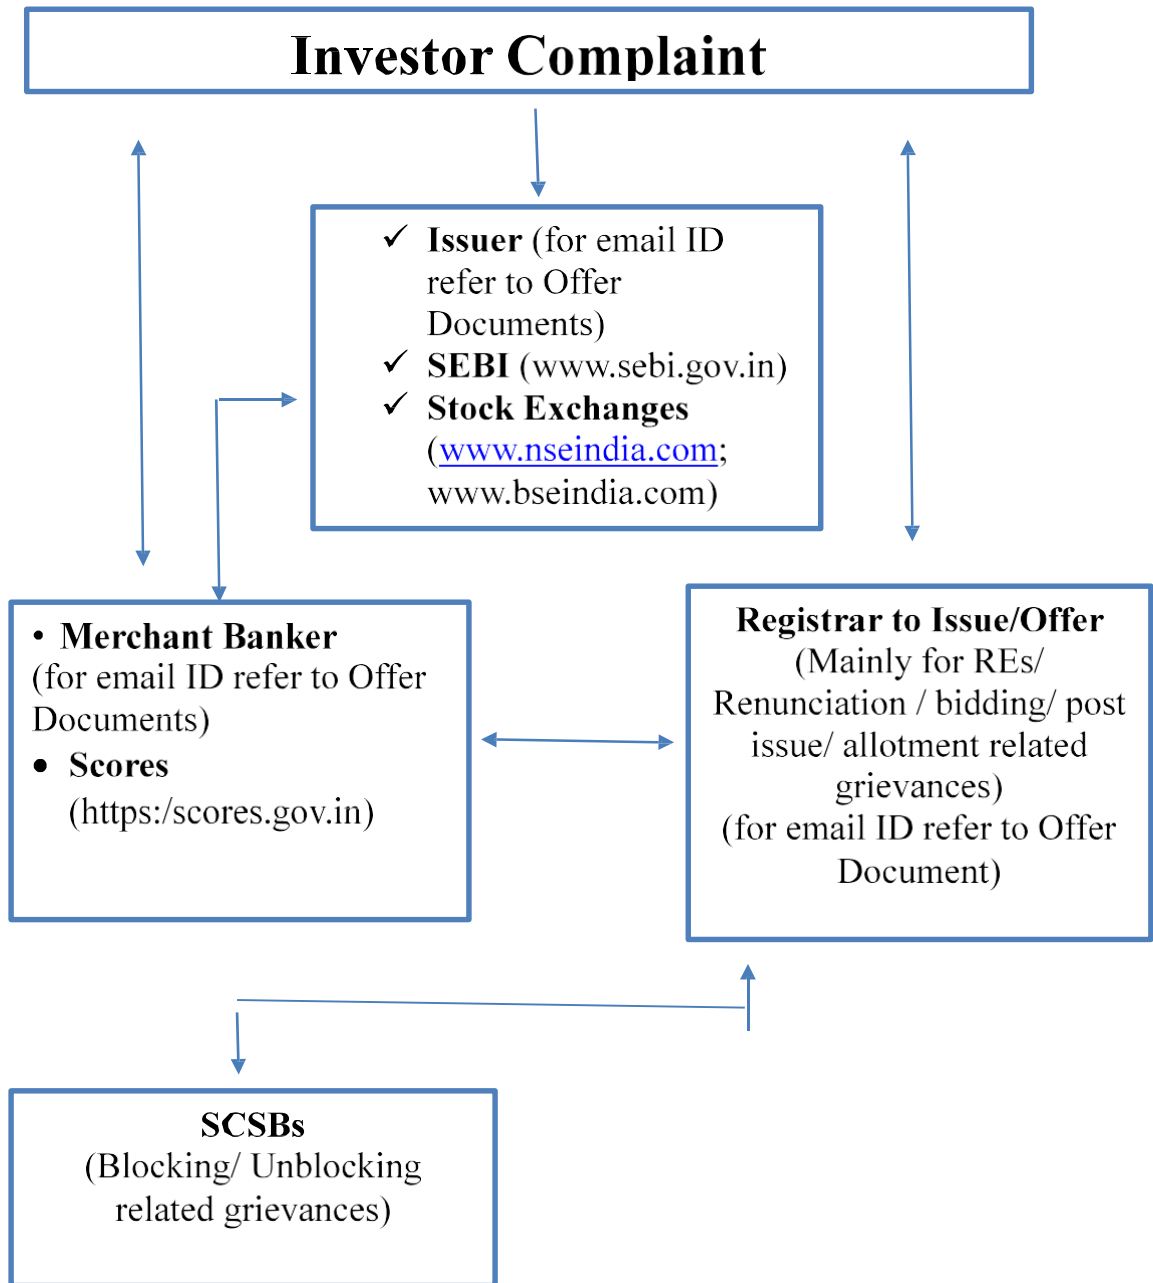 Investor Complaint
✓ Issuer (for email ID
refer to Offer
Documents)
✓ SEBI (www.sebi.gov.in)
✓ Stock Exchanges
(www.nseindia.com;
www.bseindia.com)
• Merchant Banker
(for email ID refer to Offer
Documents)
• Scores
(https:/scores.gov.in)
Registrar to Issue/Offer
(Mainly for REs/
Renunciation / bidding/ post
issue/ allotment related
grievances)
(for email ID refer to Offer
Document)
SCSBs
(Blocking/ Unblocking
related grievances)